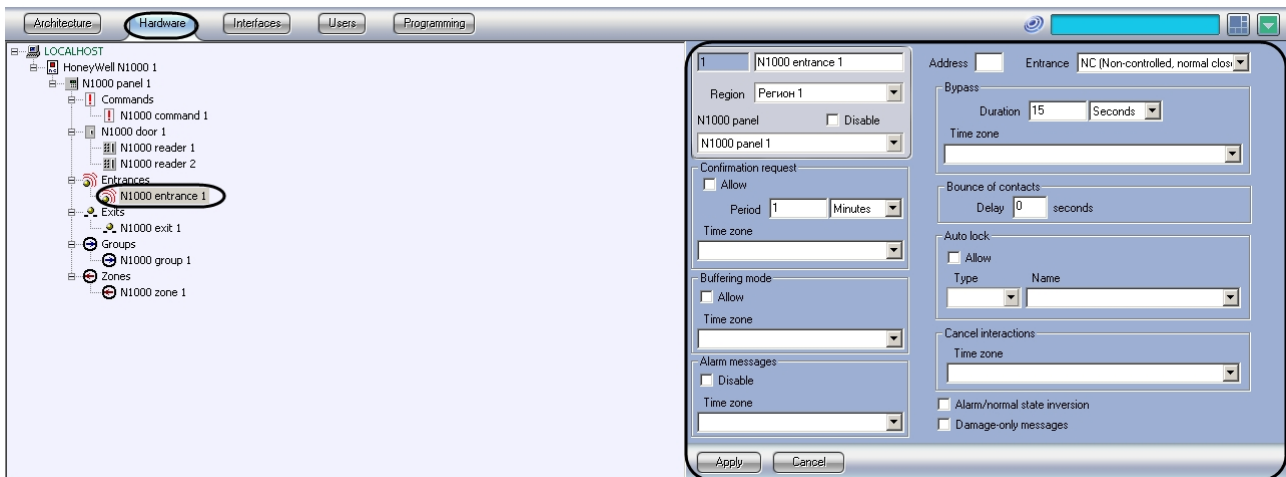 Architecture Hardware Interfaces Users Programming
LOCALHOST
HoneyWell N1000 1
N1000 panel 1
Commands
N1000 command 1
N1000 door 1
N1000 reader 1
N1000 reader 2
Entrances
N1000 entrance 1
Exits
N1000 exit 1
Groups
N1000 group 1
Zones
N1000 zone 1
1 N1000 entrance 1
Region Регион 1
N1000 panel Disable
N1000 panel 1
Confirmation request
Allow
Period 1 Minutes
Time zone
Buffering mode
Allow
Time zone
Alarm messages
Disable
Time zone
Address Entrance NC (Non-controlled, normal clos
Bypass
Duration 15 Seconds
Time zone
Bounce of contacts
Delay 0 seconds
Auto lock
Allow
Type Name
Cancel interactions
Time zone
Alarm/normal state inversion
Damage-only messages
Apply Cancel